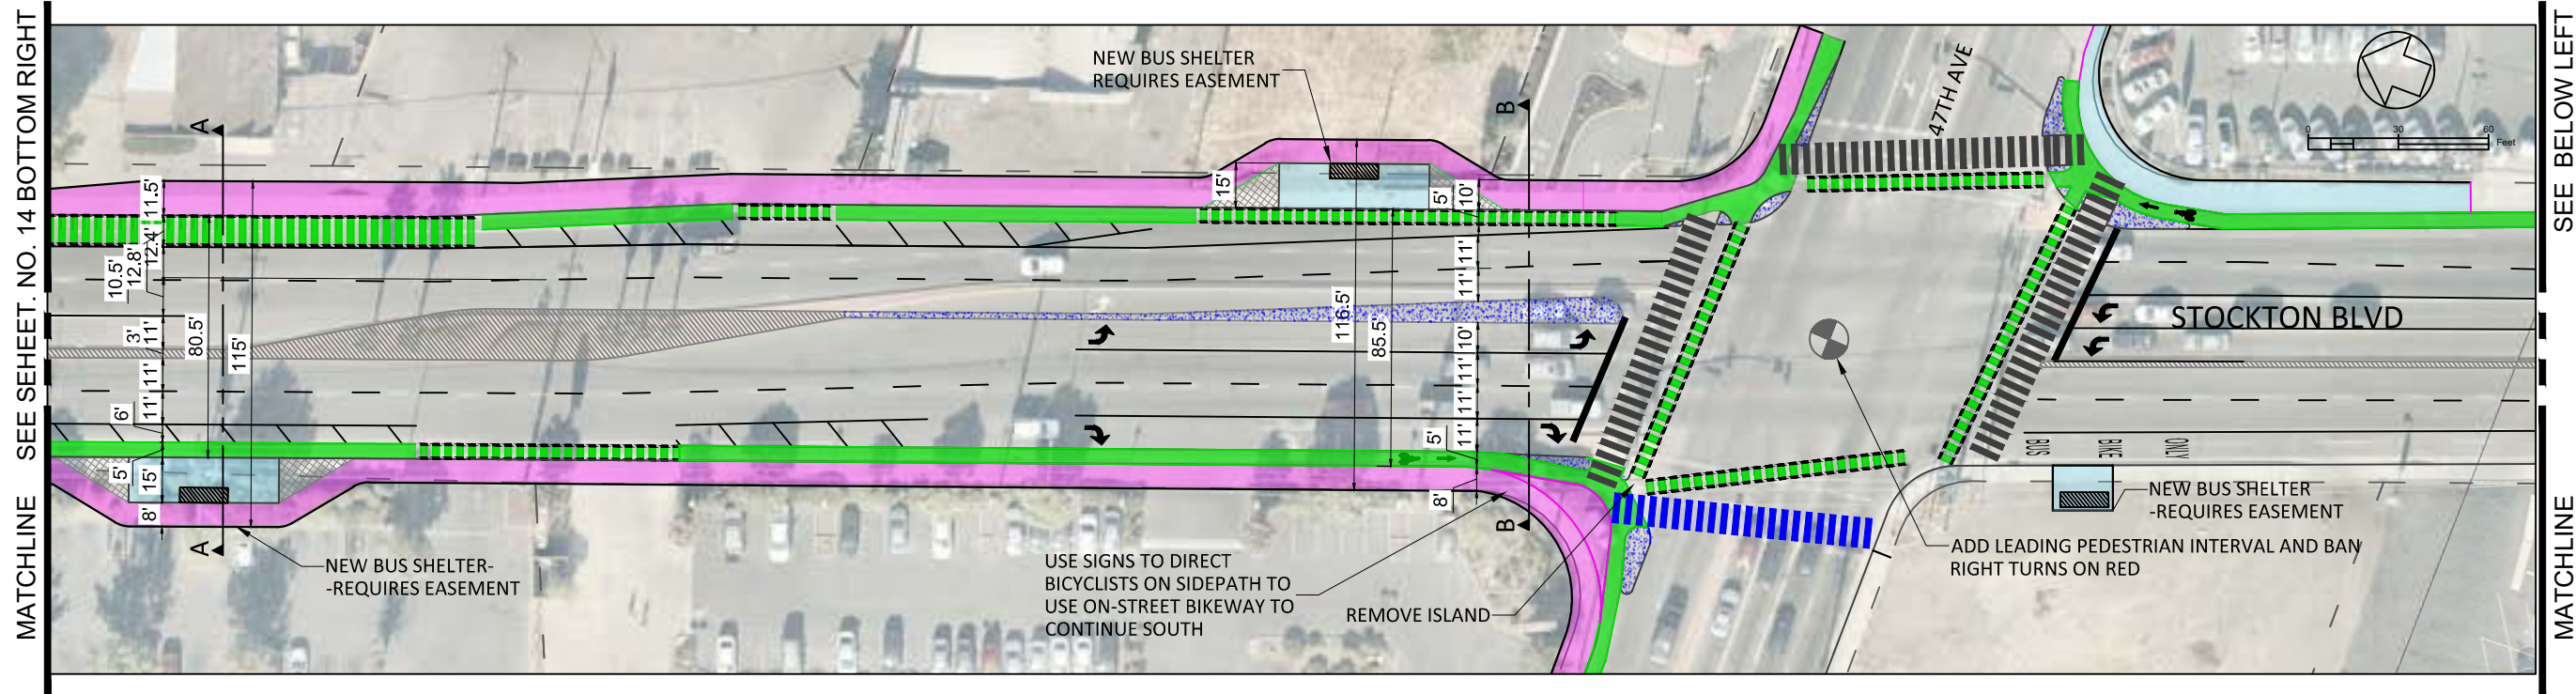 MATCHLINE SEE SEHEET. NO. 14 BOTTOM RIGHT
A
11.5'
12.4'
12.8'
10.5'
3'
11'
80.5'
115'
11'
11'
6'
5'
15'
8'
A
NEW BUS SHELTER-
-REQUIRES EASEMENT
NEW BUS SHELTER
REQUIRES EASEMENT
15'
B
5'
10'
11'
11'
116.5'
85.5'
10'
11'
11'
11'
5'
8'
B
USE SIGNS TO DIRECT
BICYCLISTS ON SIDEPATH TO
USE ON-STREET BIKEWAY TO
CONTINUE SOUTH
REMOVE ISLAND
47TH AVE
0 30 60
Feet
STOCKTON BLVD
BUS
BIKE
ONLY
NEW BUS SHELTER
-REQUIRES EASEMENT
ADD LEADING PEDESTRIAN INTERVAL AND BAN
RIGHT TURNS ON RED
MATCHLINE SEE BELOW LEFT